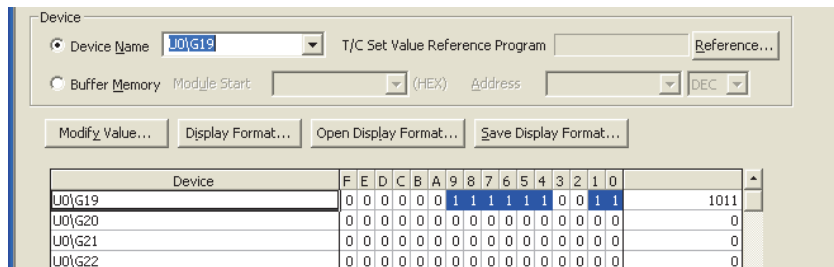 Device
Device Name U0\G19 T/C Set Value Reference Program Reference...
Buffer Memory Module Start (HEX) Address DEC
Modify Value... Display Format... Open Display Format... Save Display Format...
Device F E D C B A 9 8 7 6 5 4 3 2 1 0
U0\G19 0 0 0 0 0 0 1 1 1 1 1 1 0 0 1 1 1011
U0\G20 0 0 0 0 0 0 0 0 0 0 0 0 0 0 0 0 0
U0\G21 0 0 0 0 0 0 0 0 0 0 0 0 0 0 0 0 0
U0\G22 0 0 0 0 0 0 0 0 0 0 0 0 0 0 0 0 0